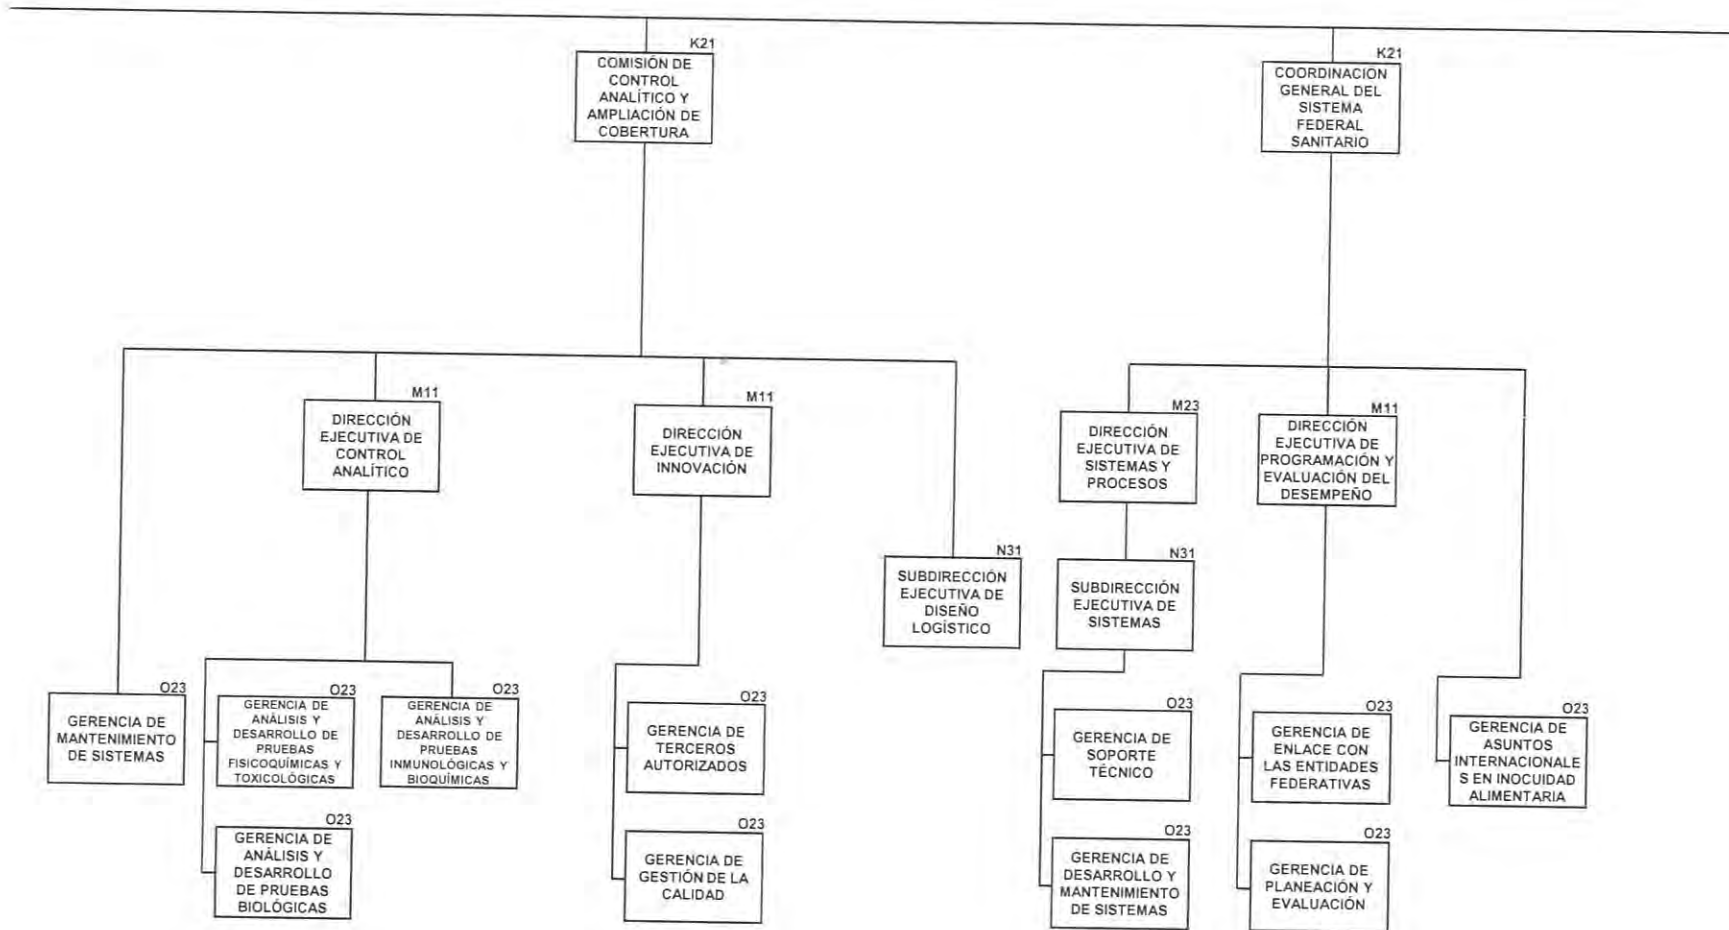 K21
COMISIÓN DE
CONTROL
ANALÍTICO Y
AMPLIACIÓN DE
COBERTURA
K21
COORDINACION
GENERAL DEL
SISTEMA
FEDERAL
SANITARIO
M11
DIRECCIÓN
EJECUTIVA DE
CONTROL
ANALÍTICO
M11
DIRECCIÓN
EJECUTIVA DE
INNOVACIÓN
M23
DIRECCIÓN
EJECUTIVA DE
SISTEMAS Y
PROCESOS
M11
DIRECCIÓN
EJECUTIVA DE
PROGRAMACIÓN Y
EVALUACIÓN DEL
DESEMPEÑO
N31
SUBDIRECCIÓN
EJECUTIVA DE
DISEÑO
LOGÍSTICO
N31
SUBDIRECCIÓN
EJECUTIVA DE
SISTEMAS
O23
GERENCIA DE
MANTENIMIENTO
DE SISTEMAS
O23
GERENCIA DE
ANÁLISIS Y
DESARROLLO DE
PRUEBAS
FISICOQUÍMICAS Y
TOXICOLÓGICAS
O23
GERENCIA DE
ANÁLISIS Y
DESARROLLO DE
PRUEBAS
INMUNOLÓGICAS Y
BIOQUÍMICAS
O23
GERENCIA DE
TERCEROS
AUTORIZADOS
O23
GERENCIA DE
SOPORTE
TÉCNICO
O23
GERENCIA DE
ENLACE CON
LAS ENTIDADES
FEDERATIVAS
O23
GERENCIA DE
ASUNTOS
INTERNACIONALE
S EN INOCUIDAD
ALIMENTARIA
O23
GERENCIA DE
ANÁLISIS Y
DESARROLLO
DE PRUEBAS
BIOLÓGICAS
O23
GERENCIA DE
GESTIÓN DE LA
CALIDAD
O23
GERENCIA DE
DESARROLLO Y
MANTENIMIENTO
DE SISTEMAS
O23
GERENCIA DE
PLANEACIÓN Y
EVALUACIÓN